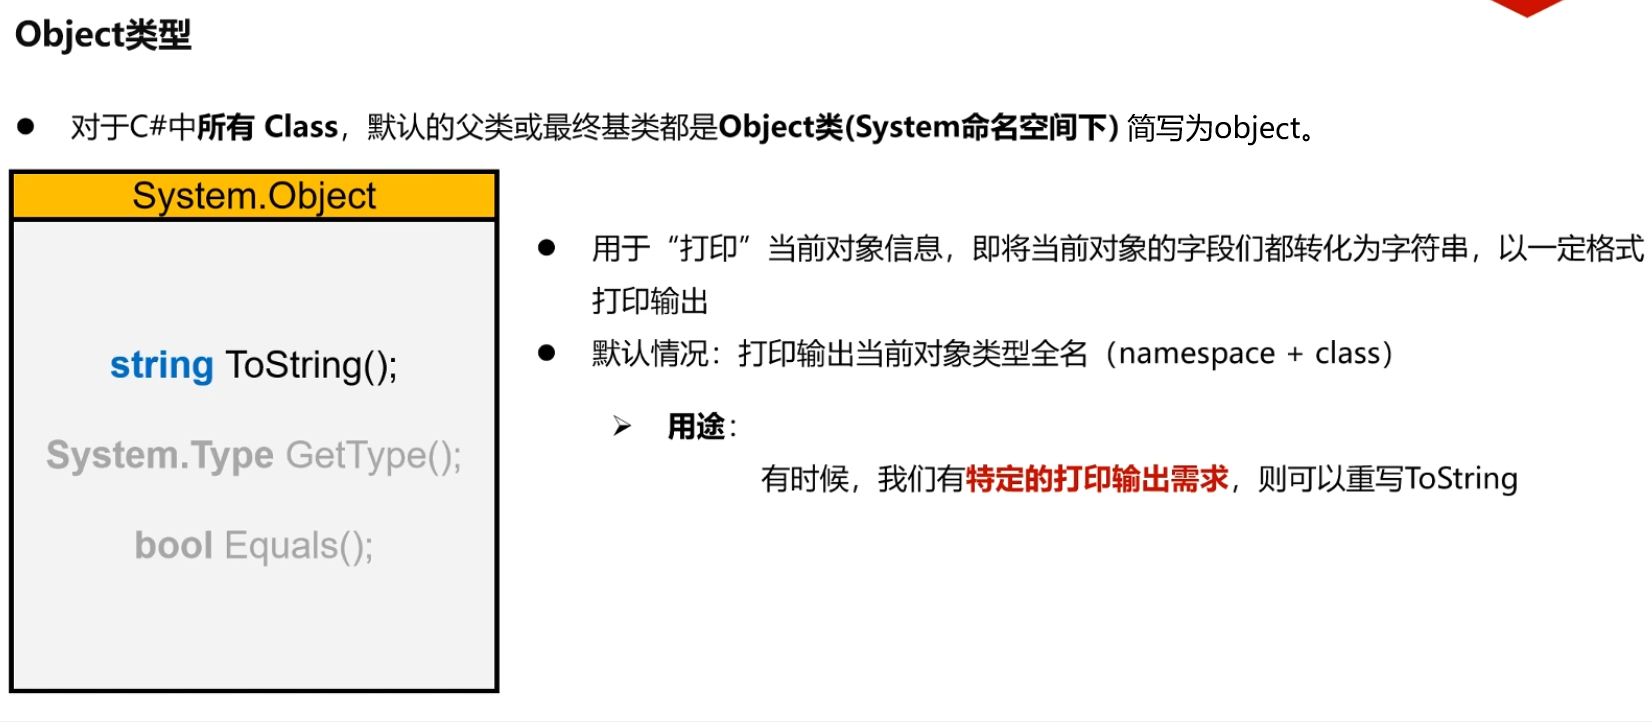 Object类型
● 对于C#中所有 Class，默认的父类或最终基类都是Object类(System命名空间下) 简写为object。
System.Object
string ToString();
System.Type GetType();
bool Equals();
● 用于“打印”当前对象信息，即将当前对象的字段们都转化为字符串，以一定格式
打印输出
● 默认情况：打印输出当前对象类型全名（namespace + class）
➢ 用途：
有时候，我们有特定的打印输出需求，则可以重写ToString